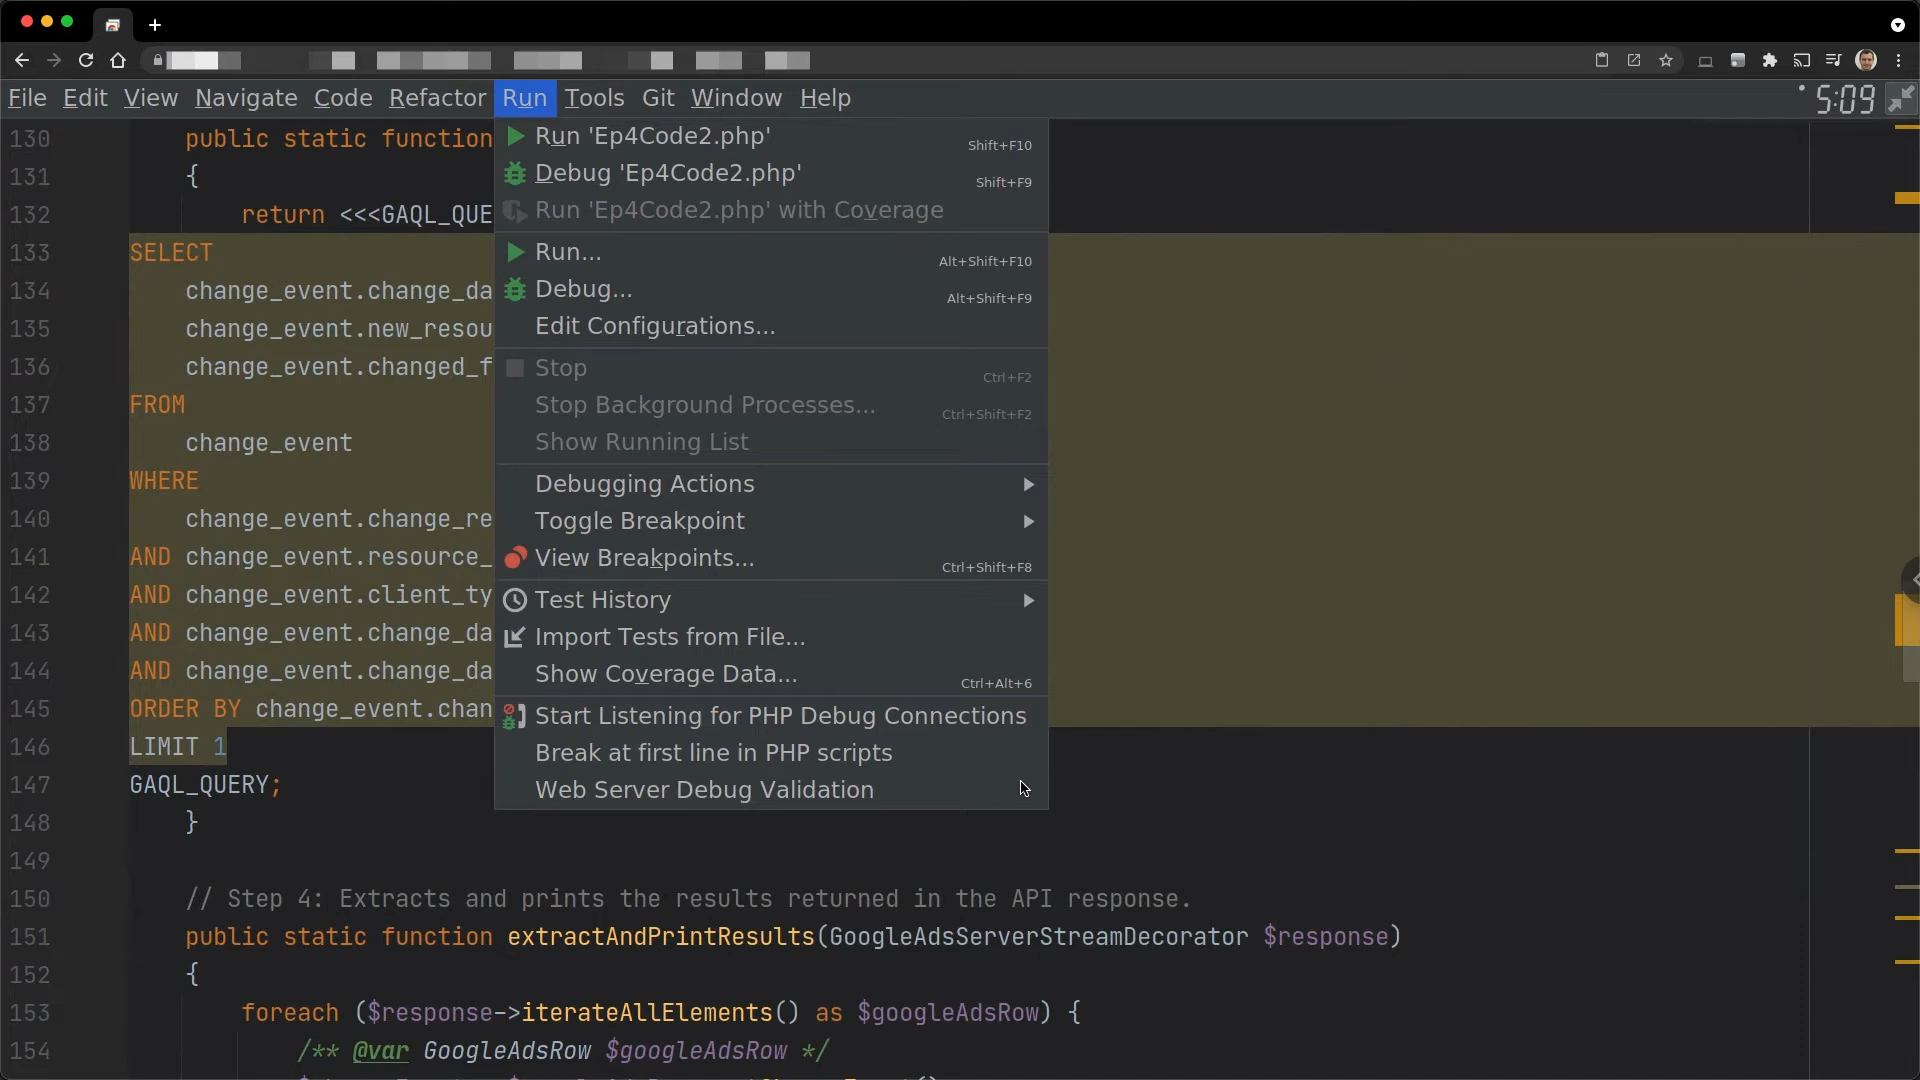 File Edit View Navigate Code Refactor Run Tools Git Window Help 5:09
130 public static function
131 {
132 return <<<GAQL_QUE
133 SELECT
134 change_event.change_da
135 change_event.new_resou
136 change_event.changed_f
137 FROM
138 change_event
139 WHERE
140 change_event.change_re
141 AND change_event.resource_
142 AND change_event.client_ty
143 AND change_event.change_da
144 AND change_event.change_da
145 ORDER BY change_event.chan
146 LIMIT 1
147 GAQL_QUERY;
148 }
149
150 // Step 4: Extracts and prints the results returned in the API response.
151 public static function extractAndPrintResults(GoogleAdsServerStreamDecorator $response)
152 {
153 foreach ($response->iterateAllElements() as $googleAdsRow) {
154 /** @var GoogleAdsRow $googleAdsRow */
Run 'Ep4Code2.php' Shift+F10
Debug 'Ep4Code2.php' Shift+F9
Run 'Ep4Code2.php' with Coverage
Run... Alt+Shift+F10
Debug... Alt+Shift+F9
Edit Configurations...
Stop Ctrl+F2
Stop Background Processes... Ctrl+Shift+F2
Show Running List
Debugging Actions
Toggle Breakpoint
View Breakpoints... Ctrl+Shift+F8
Test History
Import Tests from File...
Show Coverage Data... Ctrl+Alt+6
Start Listening for PHP Debug Connections
Break at first line in PHP scripts
Web Server Debug Validation